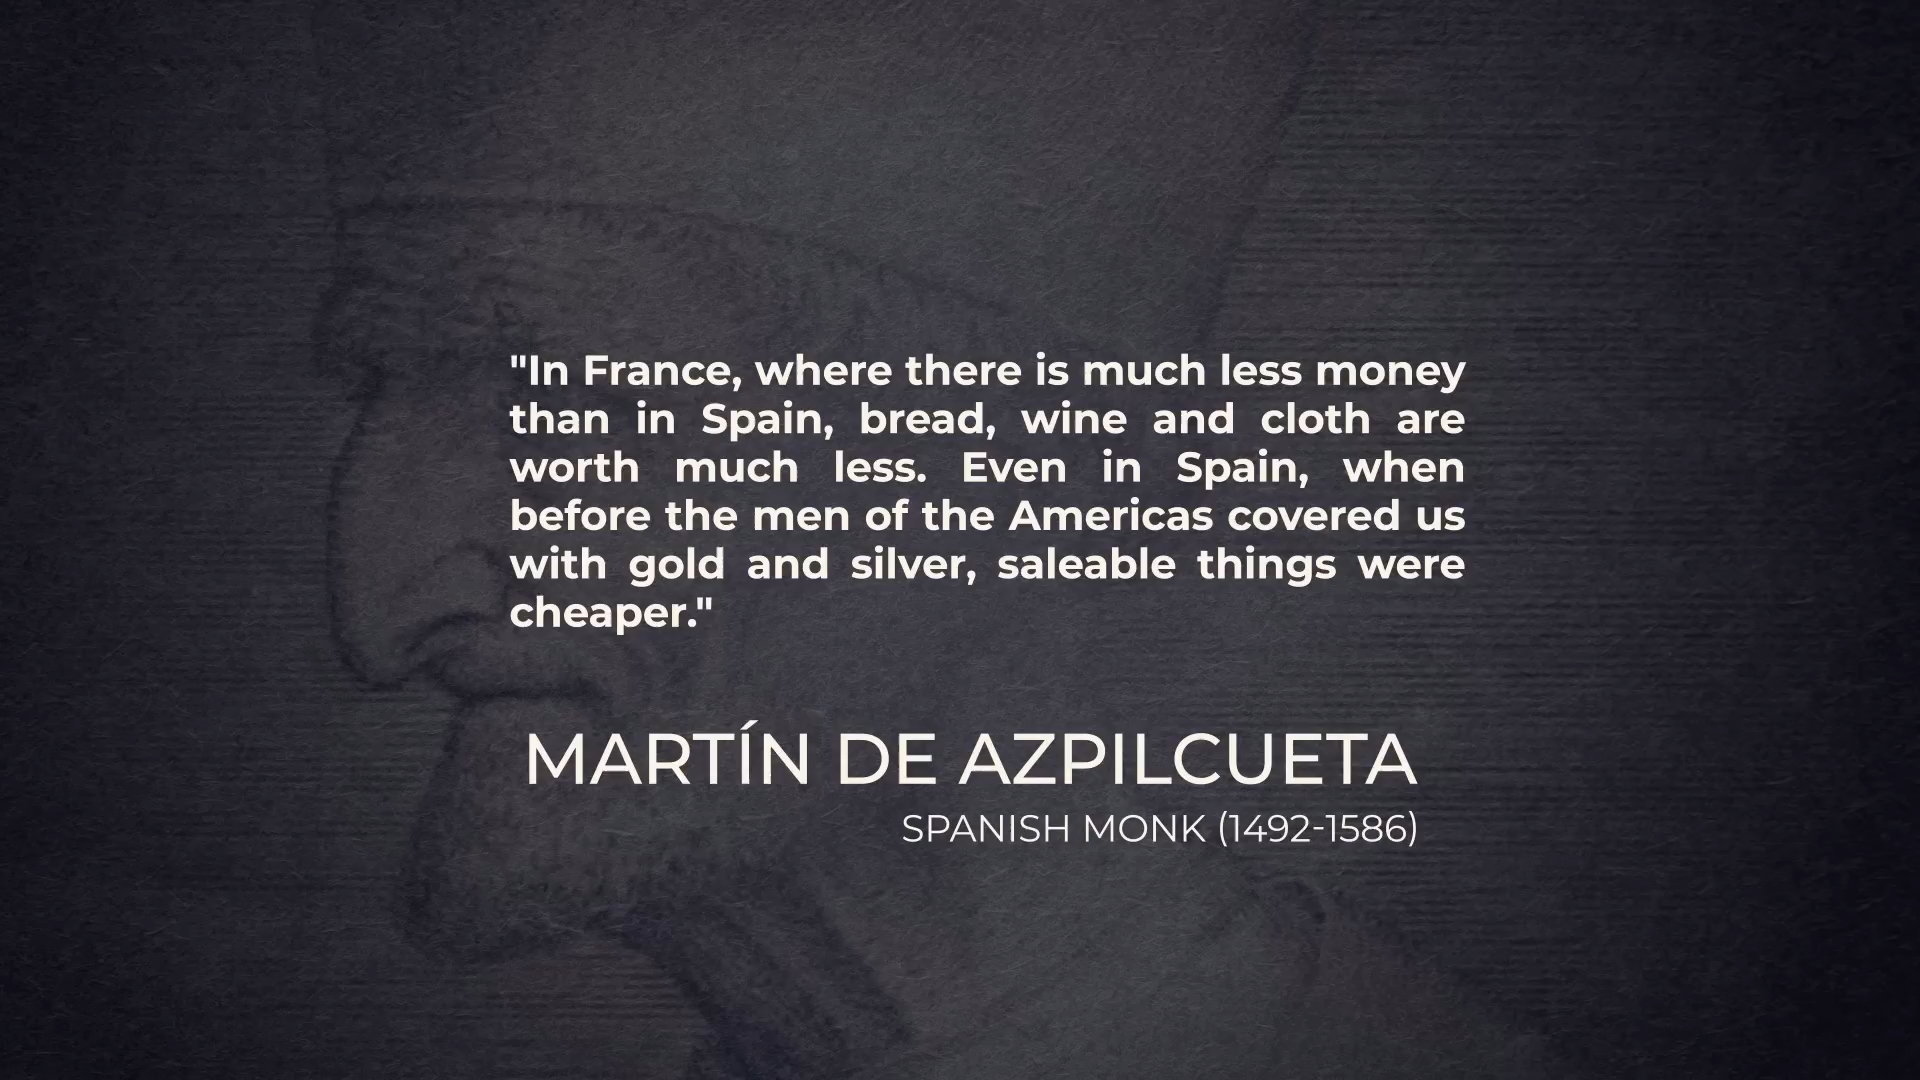 "In France, where there is much less money
than in Spain, bread, wine and cloth are
worth much less. Even in Spain, when
before the men of the Americas covered us
with gold and silver, saleable things were
cheaper."
MARTÍN DE AZPILCUETA
SPANISH MONK (1492-1586)